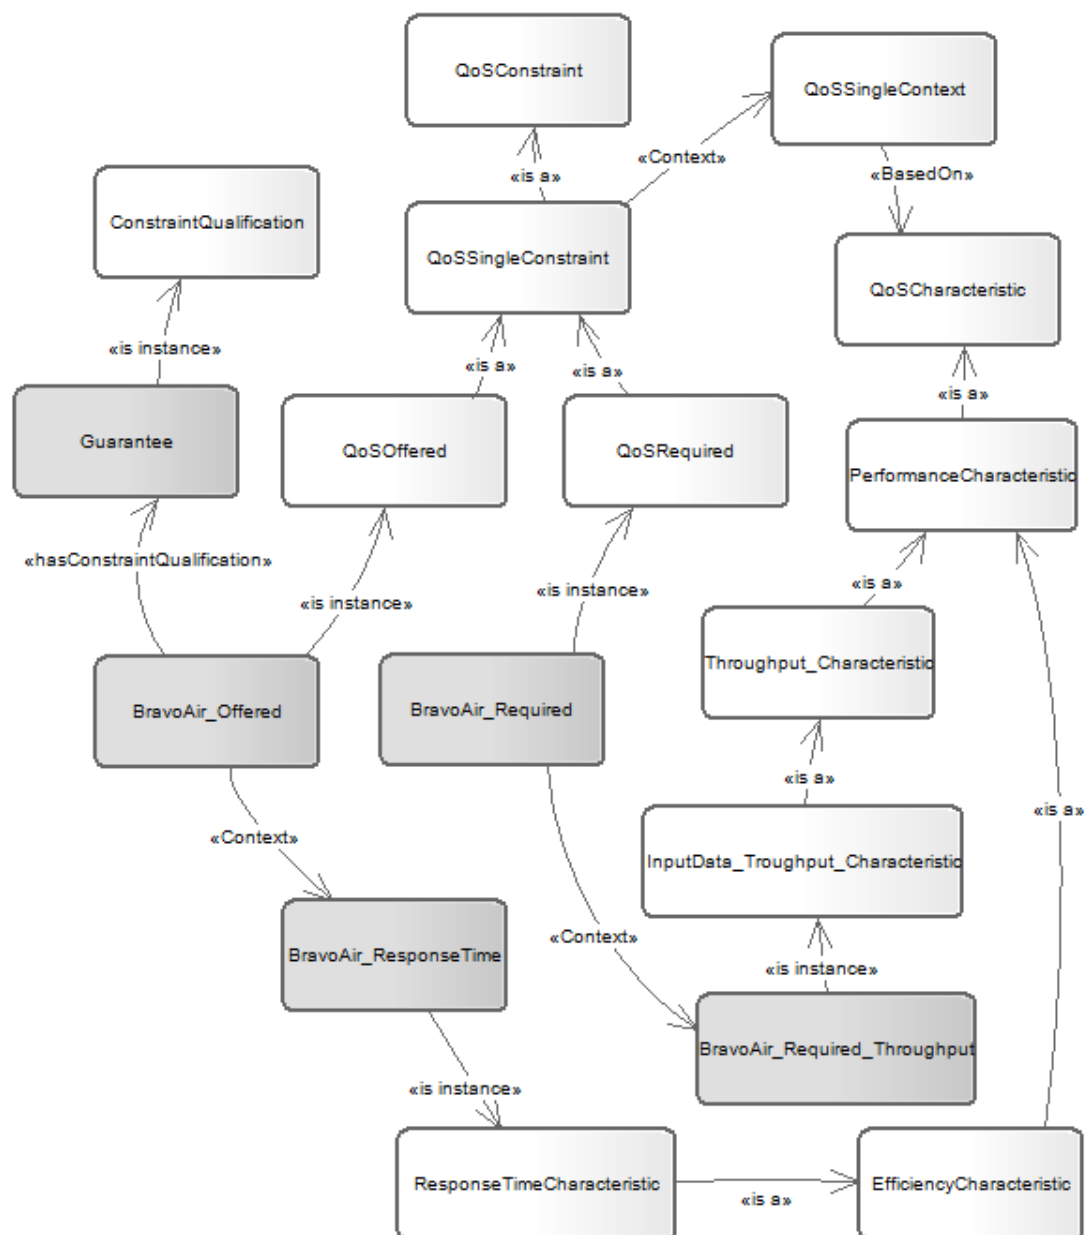 QoSConstraint
QoSSingleContext
«Context»
«is a»
«BasedOn»
ConstraintQualification
QoSSingleConstraint
QoSCharacteristic
«is instance»
«is a»
«is a»
«is a»
Guarantee
QoSOffered
QoSRequired
PerformanceCharacteristic
«hasConstraintQualification»
«is instance»
«is instance»
«is a»
Throughput_Characteristic
BravoAir_Offered
BravoAir_Required
«is a»
«is a»
«Context»
InputData_Troughput_Characteristic
«Context»
BravoAir_ResponseTime
«is instance»
BravoAir_Required_Throughput
«is instance»
ResponseTimeCharacteristic
EfficiencyCharacteristic
«is a»